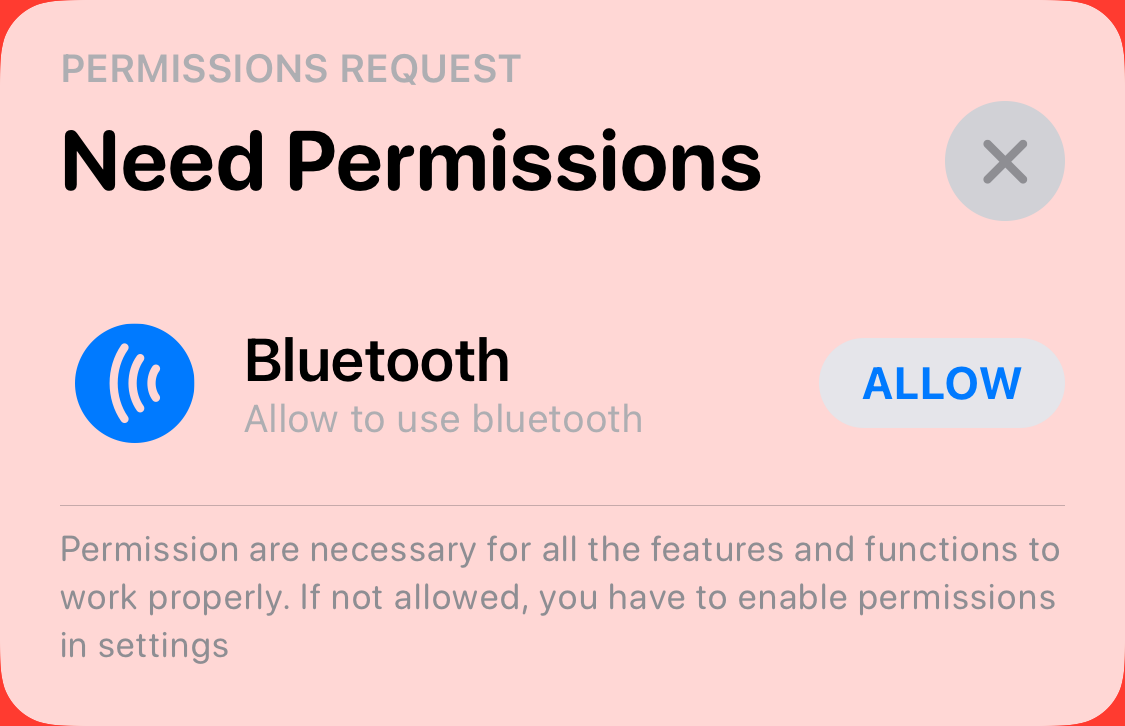 PERMISSIONS REQUEST
Need Permissions
Bluetooth
Allow to use bluetooth
ALLOW
Permission are necessary for all the features and functions to
work properly. If not allowed, you have to enable permissions
in settings